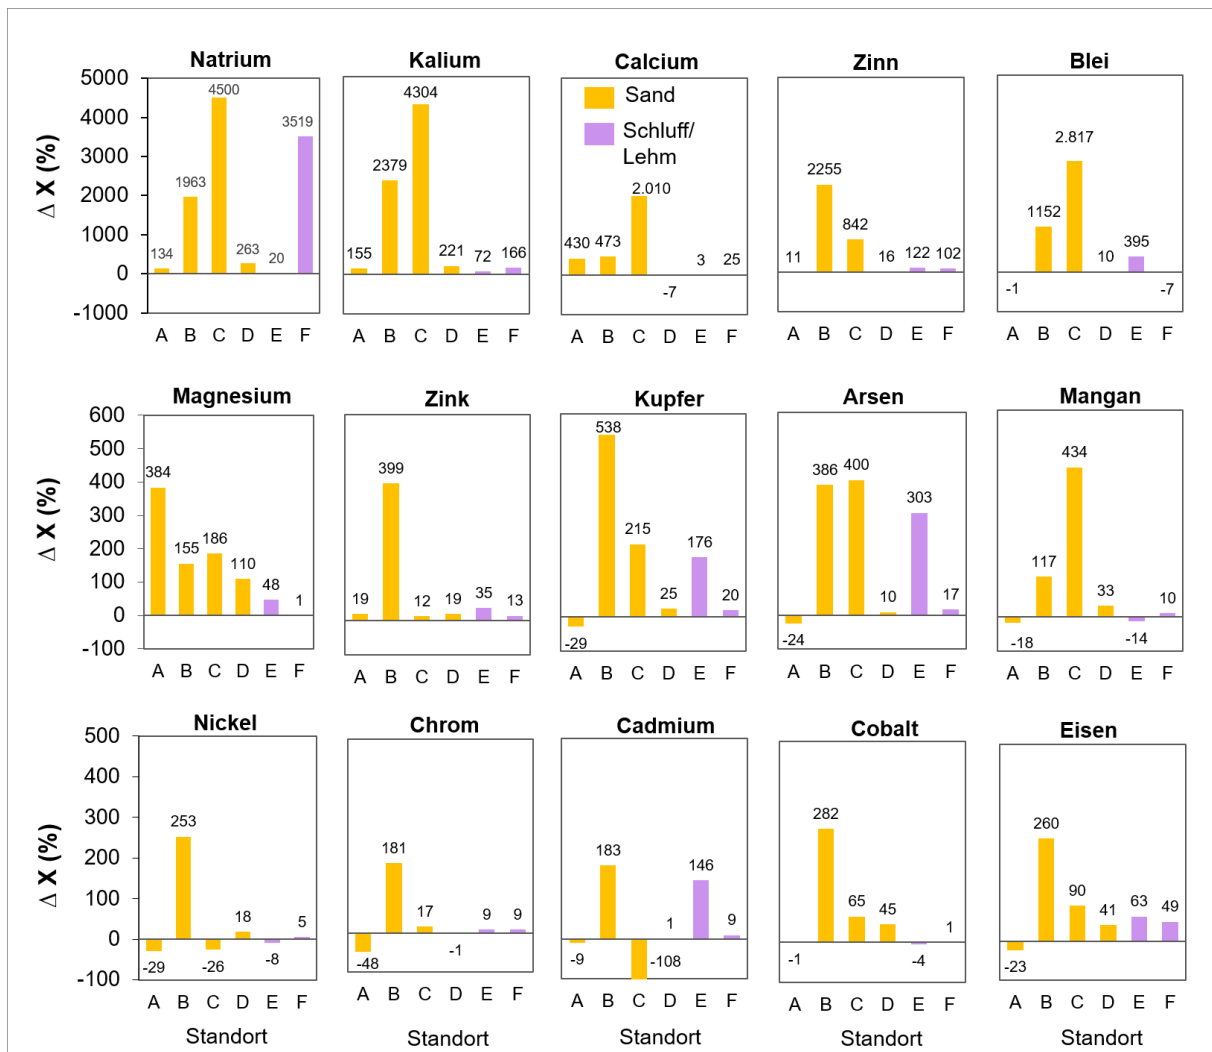 Natrium Kalium Calcium Zinn Blei
Δ X (%)
5000
4000
3000
2000
1000
0
-1000
134 1963 4500 263 20 3519
155 2379 4304 221 72 166
Sand
Schluff/
Lehm
430 473 2.010 -7 3 25
11 2255 842 16 122 102
-1 1152 2.817 10 395 -7
A B C D E F A B C D E F A B C D E F A B C D E F A B C D E F
Magnesium Zink Kupfer Arsen Mangan
Δ X (%)
600
500
400
300
200
100
0
-100
384 155 186 110 48 1
19 399 12 19 35 13
-29 538 215 25 176 20
-24 386 400 10 303 17
-18 117 434 33 -14 10
A B C D E F A B C D E F A B C D E F A B C D E F A B C D E F
Nickel Chrom Cadmium Cobalt Eisen
Δ X (%)
500
400
300
200
100
0
-100
-29 253 -26 18 -8 5
-48 181 17 -1 9 9
-9 183 -108 1 146 9
-1 282 65 45 -4 1
-23 260 90 41 63 49
A B C D E F A B C D E F A B C D E F A B C D E F A B C D E F
Standort Standort Standort Standort Standort